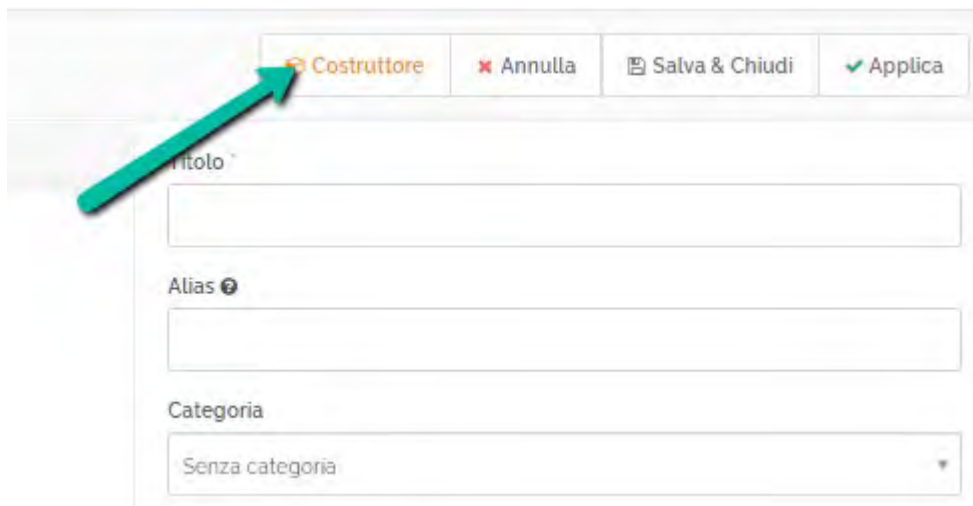 Costruttore Annulla Salva & Chiudi Applica
Titolo *
Alias
Categoria
Senza categoria